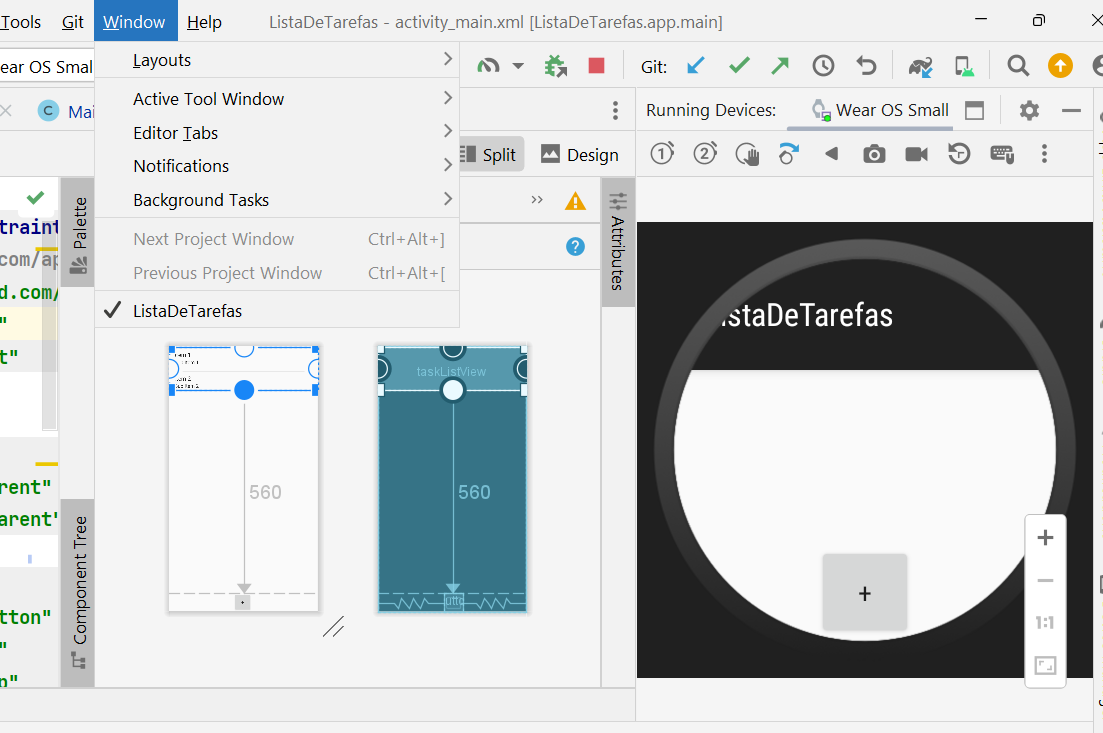 Tools Git Window Help ListaDeTarefas - activity_main.xml [ListaDeTarefas.app.main]
ear OS Smal
Git:
Layouts
Active Tool Window
Editor Tabs
Notifications
Background Tasks
Next Project Window Ctrl+Alt+]
Previous Project Window Ctrl+Alt+[
ListaDeTarefas
C Mai
Split Design
Running Devices: Wear OS Small
1 2
Palette
Component Tree
Attributes
traint
com/ap
d.com/
"
t"
rent"
arent"
tton"
"
p"
560
+
taskListView
560
istaDeTarefas
+
1:1